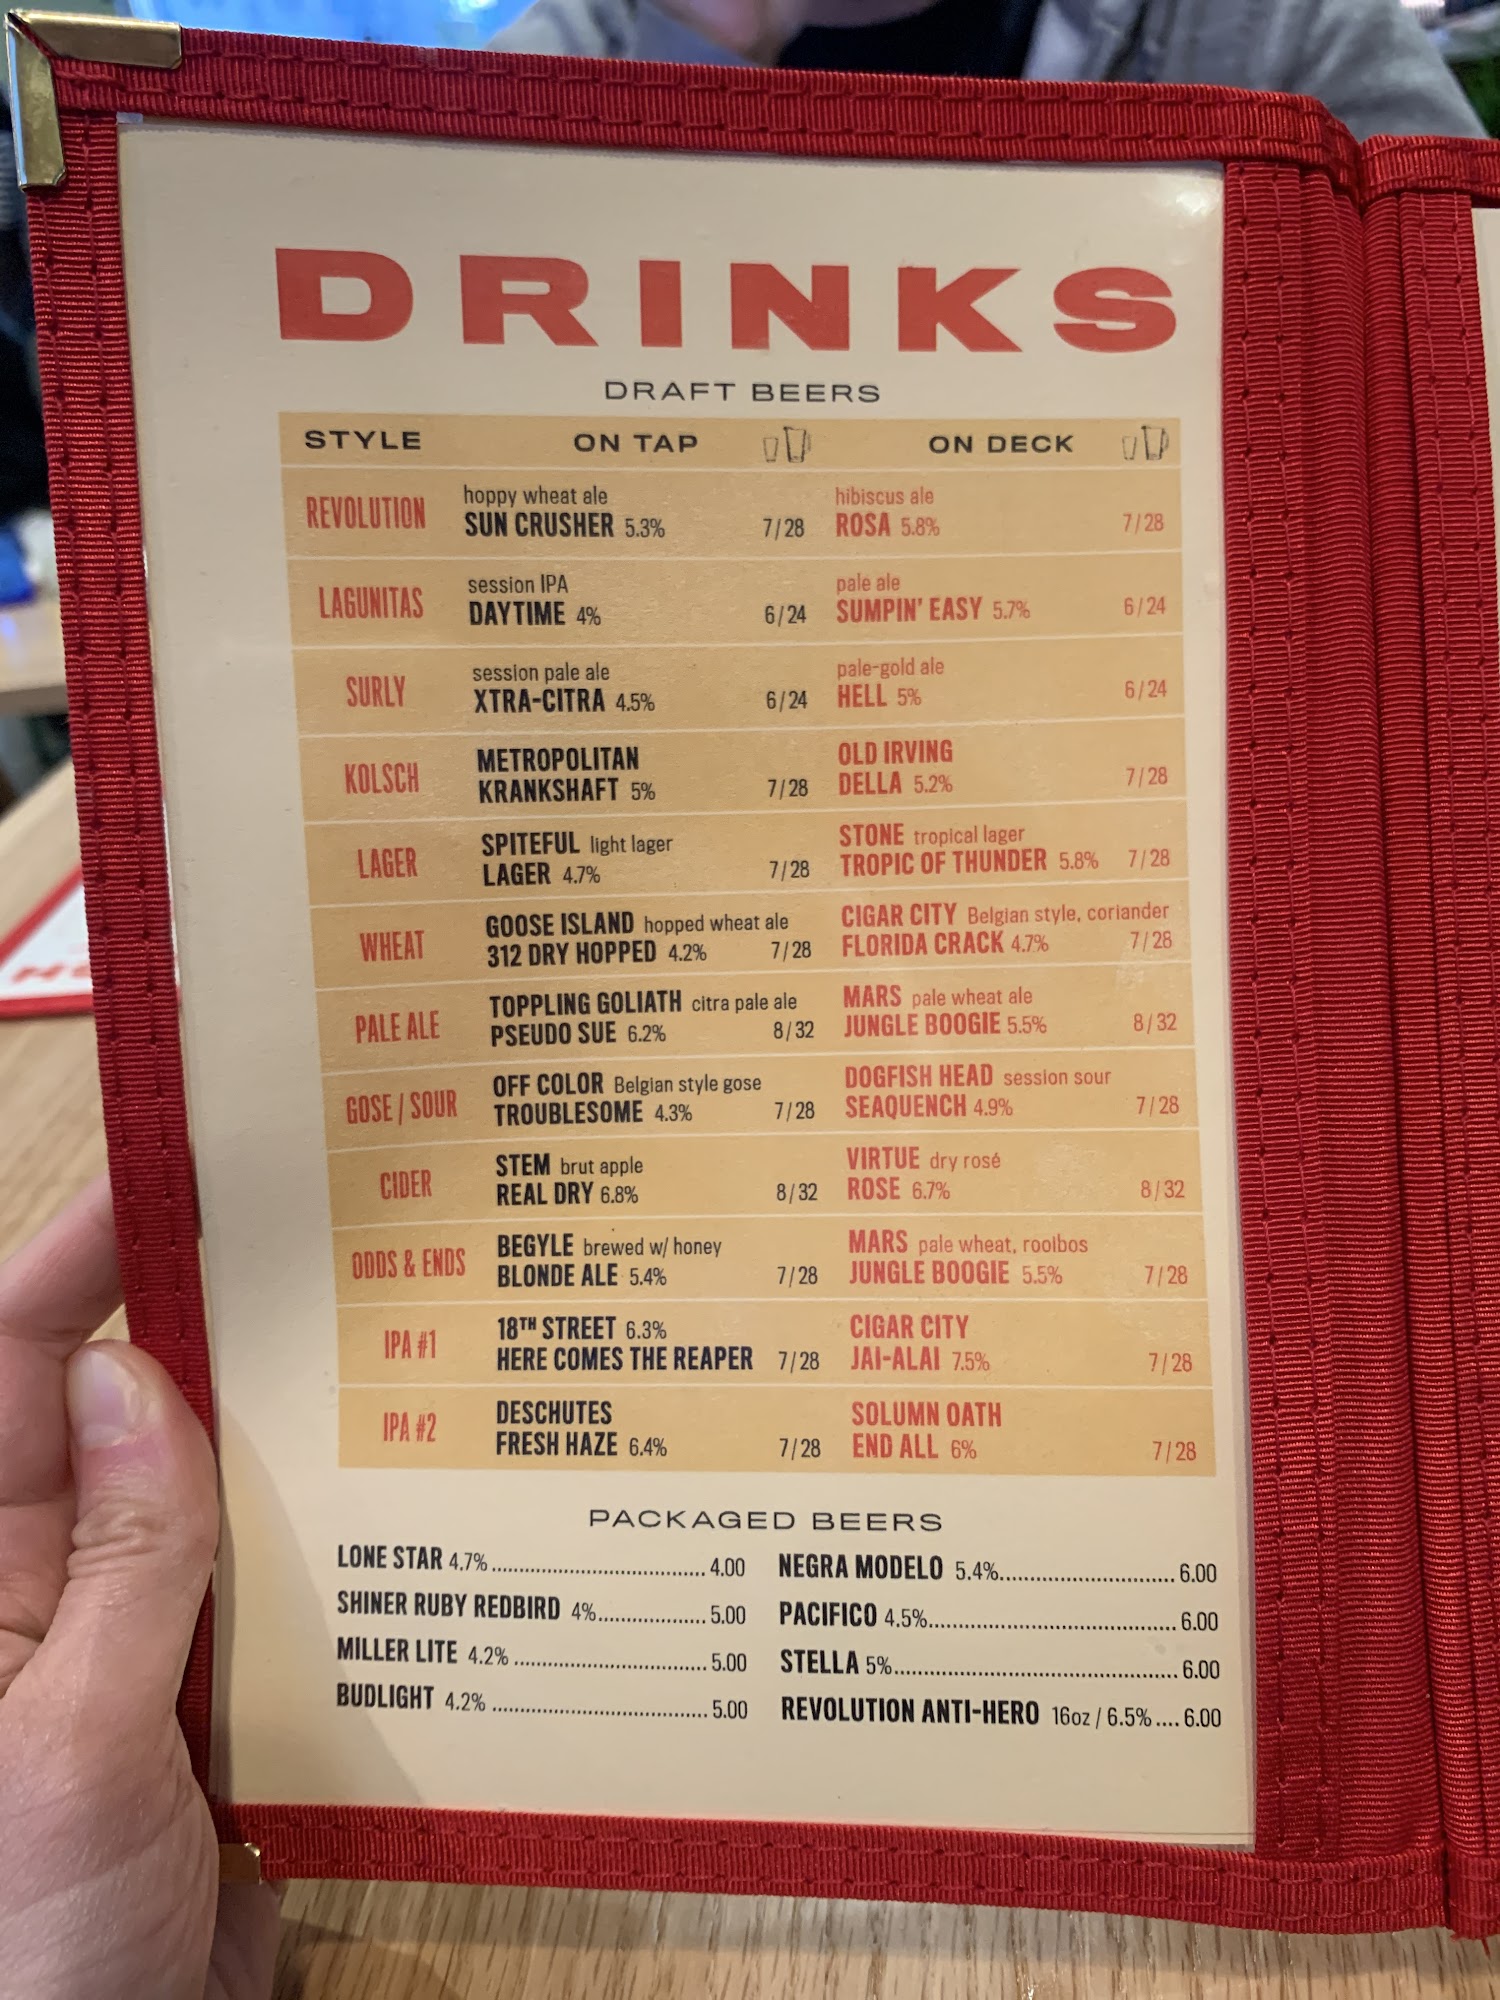 DRINKS
DRAFT BEERS
STYLE ON TAP ON DECK
REVOLUTION
hoppy wheat ale
SUN CRUSHER 5.3% 7/28
hibiscus ale
ROSA 5.8% 7/28
LAGUNITAS
session IPA
DAYTIME 4% 6/24
pale ale
SUMPIN' EASY 5.7% 6/24
SURLY
session pale ale
XTRA-CITRA 4.5% 6/24
pale-gold ale
HELL 5% 6/24
KOLSCH
METROPOLITAN
KRANKSHAFT 5% 7/28
OLD IRVING
DELLA 5.2% 7/28
LAGER
SPITEFUL light lager
LAGER 4.7% 7/28
STONE tropical lager
TROPIC OF THUNDER 5.8% 7/28
WHEAT
GOOSE ISLAND hopped wheat ale
312 DRY HOPPED 4.2% 7/28
CIGAR CITY Belgian style, coriander
FLORIDA CRACK 4.7% 7/28
PALE ALE
TOPPLING GOLIATH citra pale ale
PSEUDO SUE 6.2% 8/32
MARS pale wheat ale
JUNGLE BOOGIE 5.5% 8/32
GOSE / SOUR
OFF COLOR Belgian style gose
TROUBLESOME 4.3% 7/28
DOGFISH HEAD session sour
SEAQUENCH 4.9% 7/28
CIDER
STEM brut apple
REAL DRY 6.8% 8/32
VIRTUE dry rosé
ROSE 6.7% 8/32
ODDS & ENDS
BEGYLE brewed w/ honey
BLONDE ALE 5.4% 7/28
MARS pale wheat, rooibos
JUNGLE BOOGIE 5.5% 7/28
IPA #1
18TH STREET 6.3%
HERE COMES THE REAPER 7/28
CIGAR CITY
JAI-ALAI 7.5% 7/28
IPA #2
DESCHUTES
FRESH HAZE 6.4% 7/28
SOLUMN OATH
END ALL 6% 7/28
PACKAGED BEERS
LONE STAR 4.7% 4.00
SHINER RUBY REDBIRD 4% 5.00
MILLER LITE 4.2% 5.00
BUDLIGHT 4.2% 5.00
NEGRA MODELO 5.4% 6.00
PACIFICO 4.5% 6.00
STELLA 5% 6.00
REVOLUTION ANTI-HERO 16oz / 6.5% 6.00